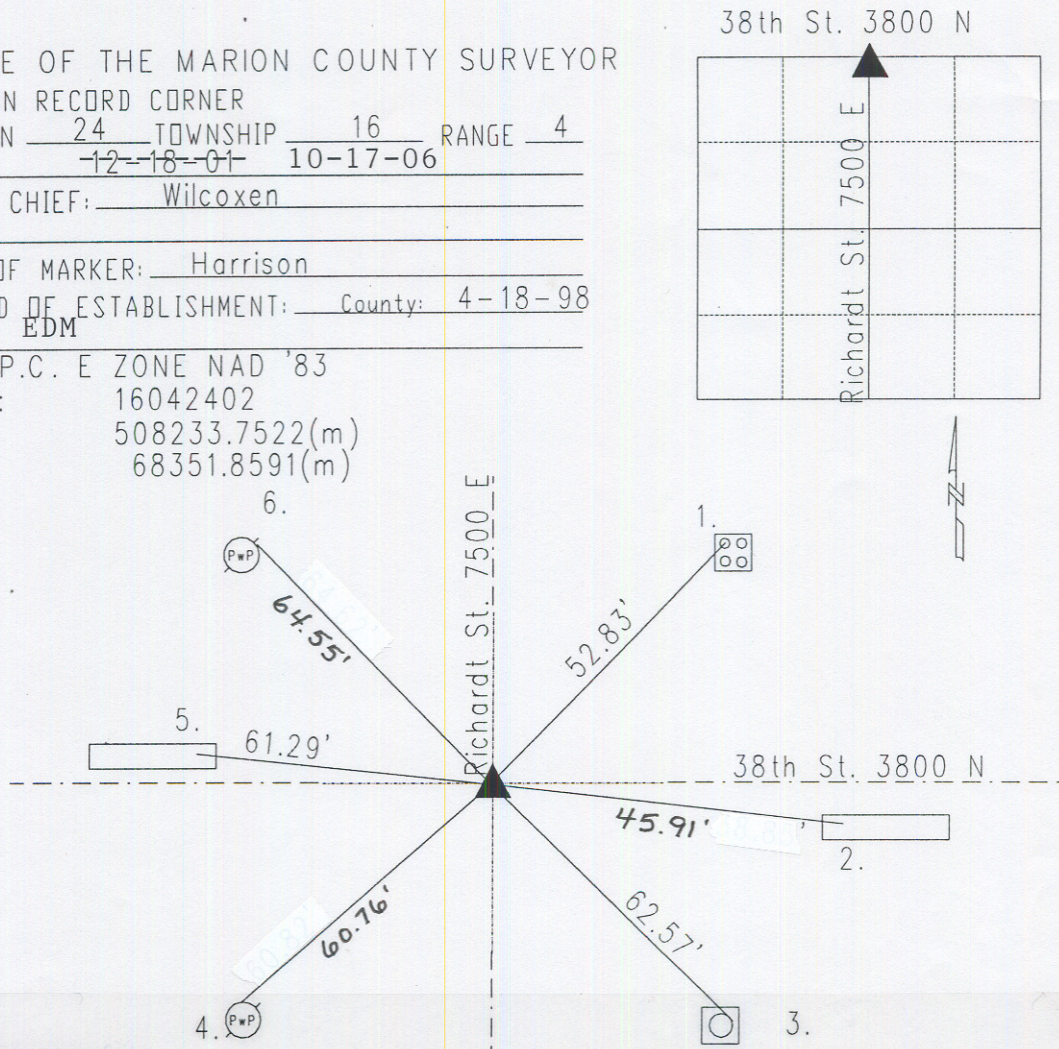 38th St. 3800 N
E OF THE MARION COUNTY SURVEYOR
N RECORD CORNER
N 24 TOWNSHIP 16 RANGE 4
12-18-01 10-17-06
CHIEF: Wilcoxen
OF MARKER: Harrison
D OF ESTABLISHMENT: County: 4-18-98
EDM
P.C. E ZONE NAD '83
: 16042402
508233.7522(m)
68351.8591(m)
Richardt St. 7500 E
6.
PwP
64.55'
Richardt St. 7500 E
1.
52.83'
5.
61.29'
38th St. 3800 N
45.91'
2.
60.76'
62.57'
4.
PwP
3.
N